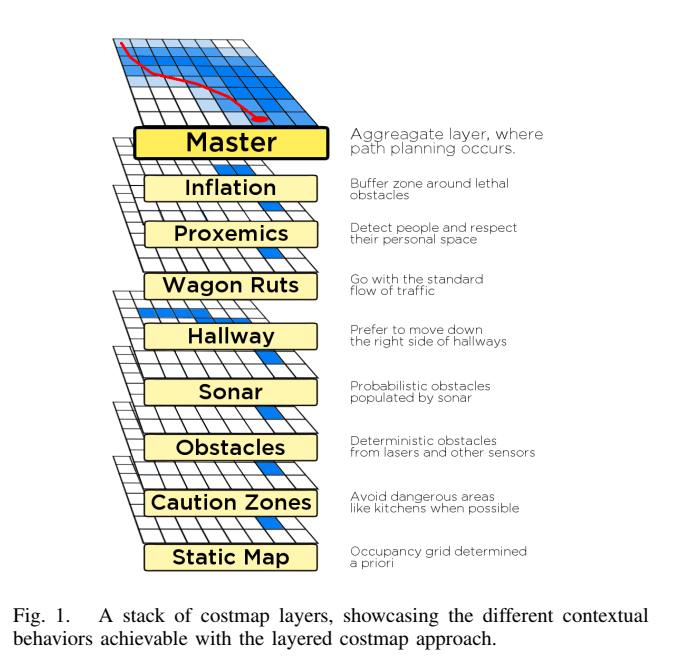 Master
Aggreagate layer, where
path planning occurs.
Inflation
Buffer zone around lethal
obstacles
Proxemics
Detect people and respect
their personal space
Wagon Ruts
Go with the standard
flow of traffic
Hallway
Prefer to move down
the right side of hallways
Sonar
Probabilistic obstacles
populated by sonar
Obstacles
Deterministic obstacles
from lasers and other sensors
Caution Zones
Avoid dangerous areas
like kitchens when possible
Static Map
Occupancy grid determined
a priori
Fig. 1. A stack of costmap layers, showcasing the different contextual
behaviors achievable with the layered costmap approach.